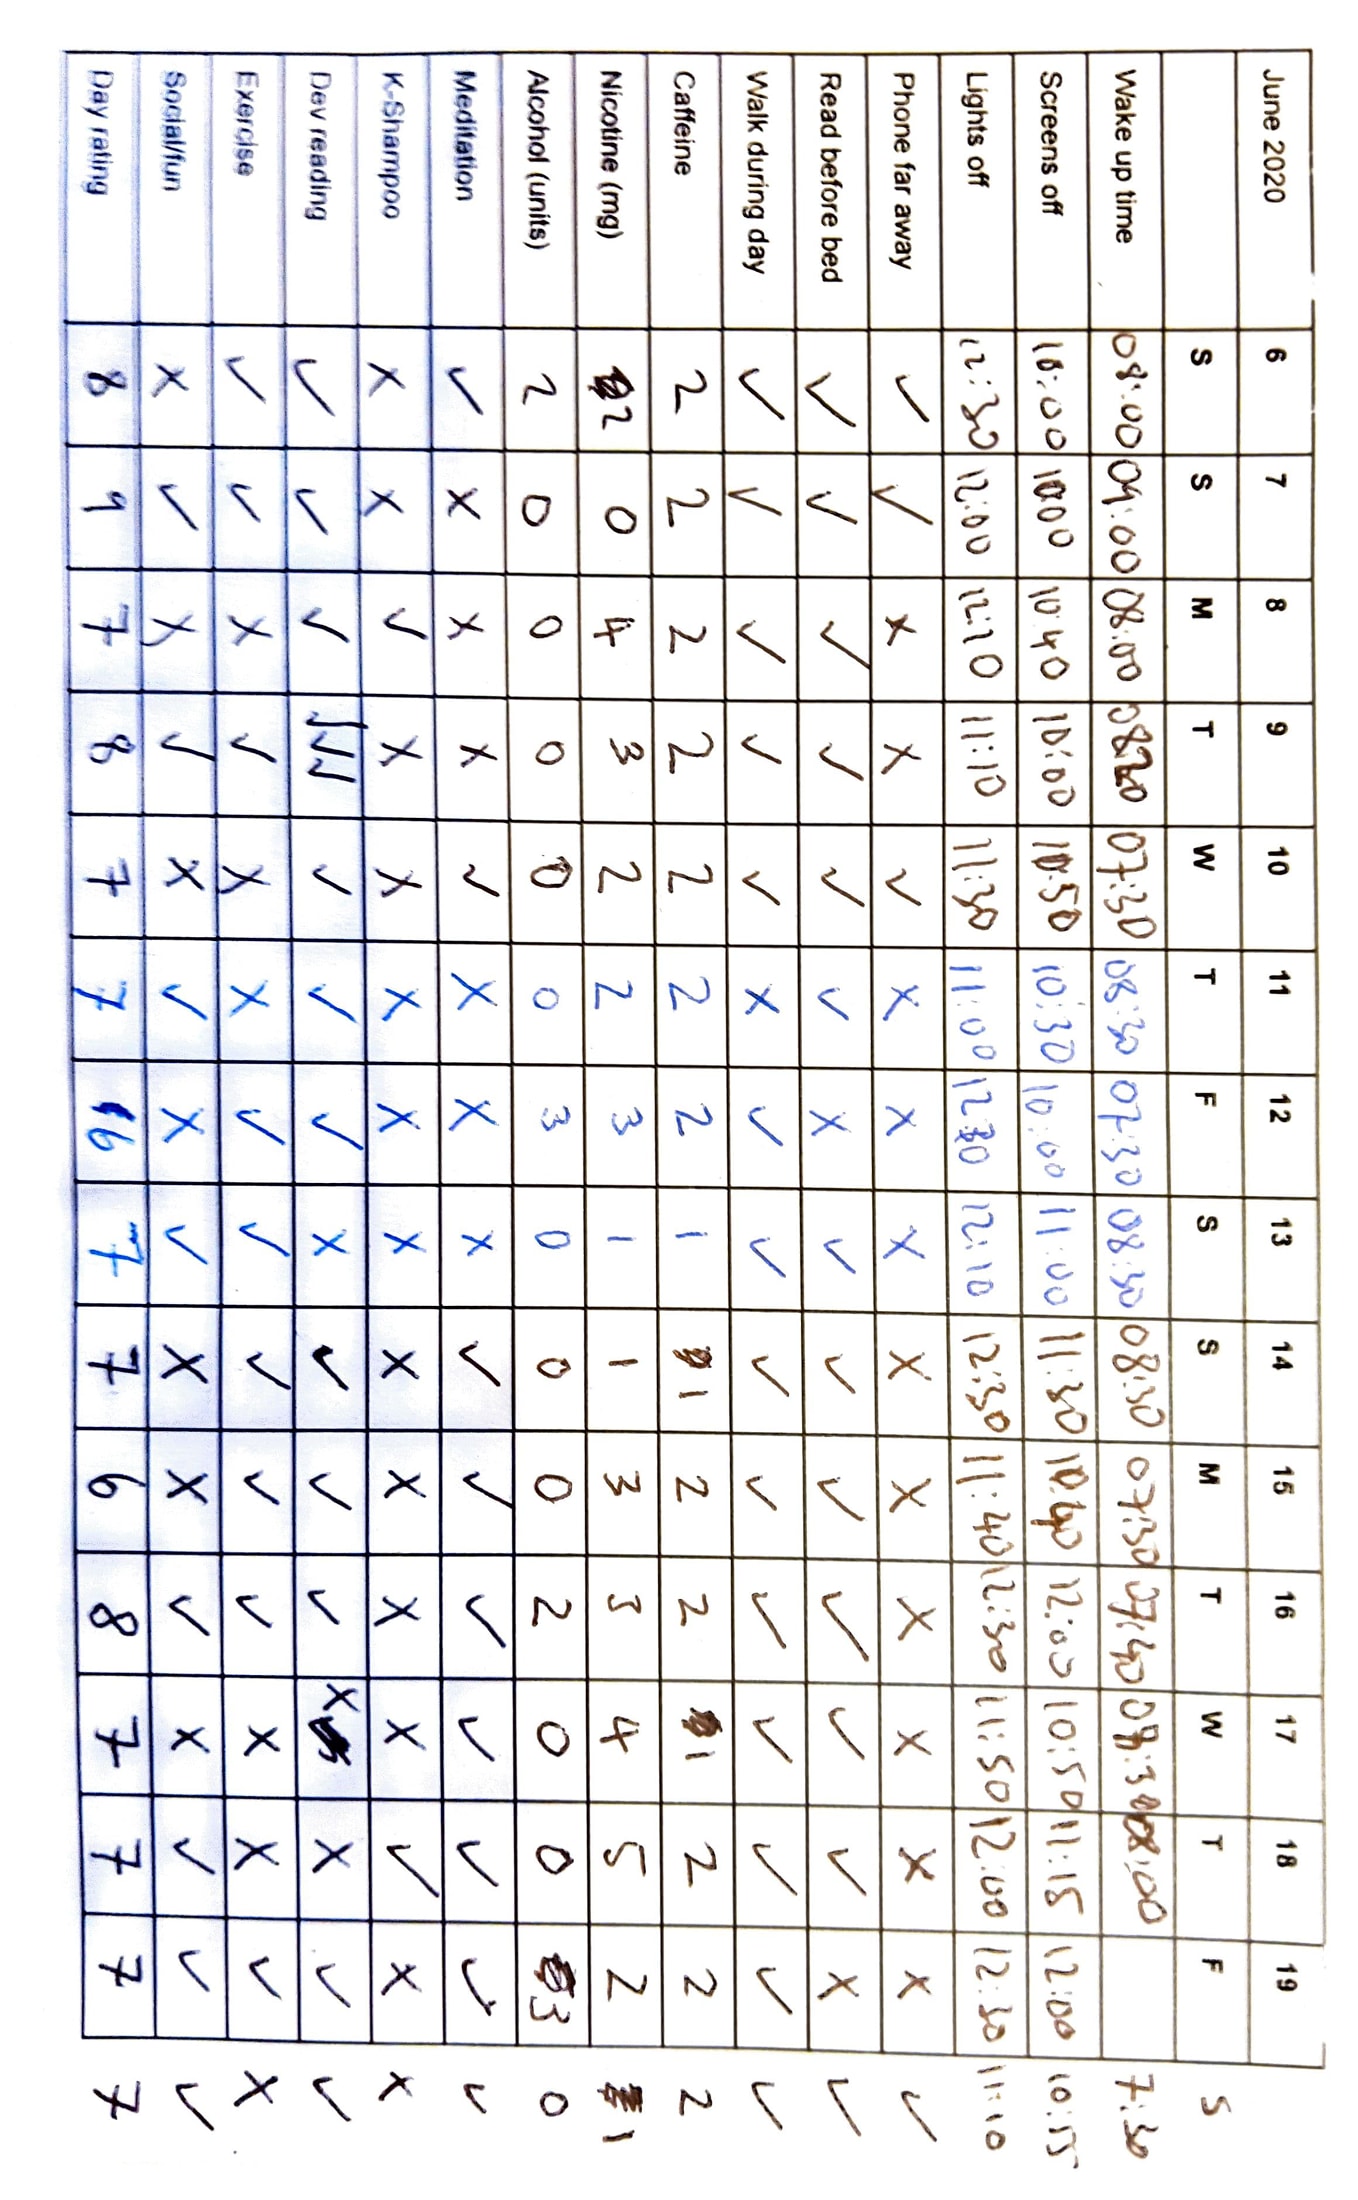 June 2020 6 7 8 9 10 11 12 13 14 15 16 17 18 19
S S M T W T F S S M T W T F S
Wake up time 08:00 09:00 08:00 0820 07:30 08:30 07:30 08:30 08:30 07:30 07:40 08:00 7:30
Screens off 10:00 1000 10:40 10:00 10:50 10:30 10:00 11:00 11:30 10:40 12:00 10:50 11:15 12:00 10:15
Lights off 12:30 12:00 12:10 11:10 11:30 11:00 12:30 12:10 12:30 11:40 12:30 11:50 12:00 12:30 11:10
Phone far away ✓ ✓ X X ✓ X X X X X X X X X ✓
Read before bed ✓ ✓ ✓ ✓ ✓ ✓ X ✓ ✓ ✓ ✓ ✓ ✓ X ✓
Walk during day ✓ ✓ ✓ ✓ ✓ X ✓ ✓ ✓ ✓ ✓ ✓ ✓ ✓ ✓
Caffeine 2 2 2 2 2 2 2 1 1 2 2 1 2 2 2
Nicotine (mg) 2 0 4 3 2 2 3 1 1 3 3 4 5 2 1
Alcohol (units) 2 0 0 0 0 0 3 0 0 0 2 0 0 3 0
Meditation ✓ X X X ✓ X X X ✓ ✓ ✓ ✓ ✓ ✓ ✓
K-Shampoo X X ✓ X X X X X X X X X ✓ X X
Dev reading ✓ ✓ ✓ ✓✓✓ ✓ ✓ ✓ X ✓ ✓ ✓ X X ✓ ✓
Exercise ✓ ✓ X ✓ X X ✓ ✓ ✓ ✓ ✓ X X ✓ X
Social/fun X ✓ X ✓ X ✓ X ✓ X X ✓ X ✓ ✓ ✓
Day rating 8 9 7 8 7 7 6 7 7 6 8 7 7 7 7